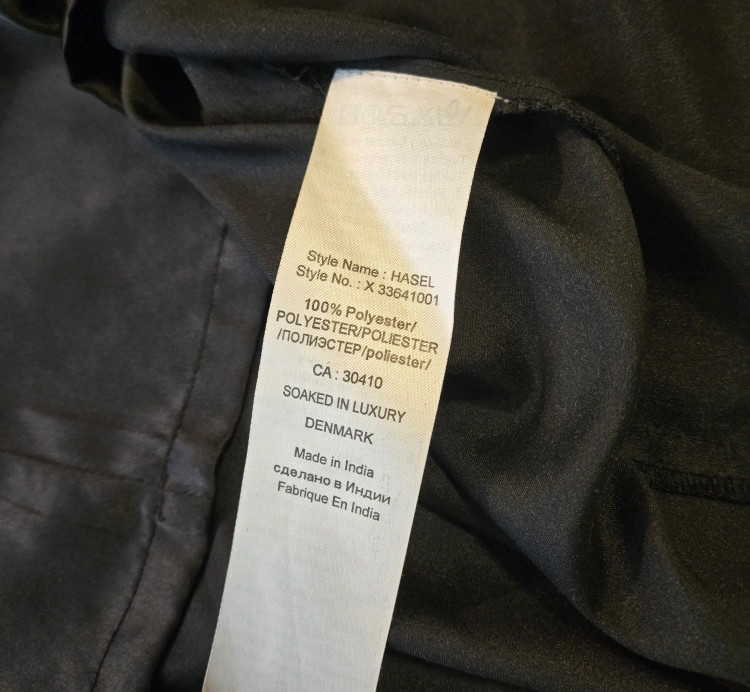 Style Name : HASEL
Style No. : X 33641001
100% Polyester/
POLYESTER/POLIESTER
/ПОЛИЭСТЕР/poliester/
CA : 30410
SOAKED IN LUXURY
DENMARK
Made in India
сделано в Индии
Fabrique En India